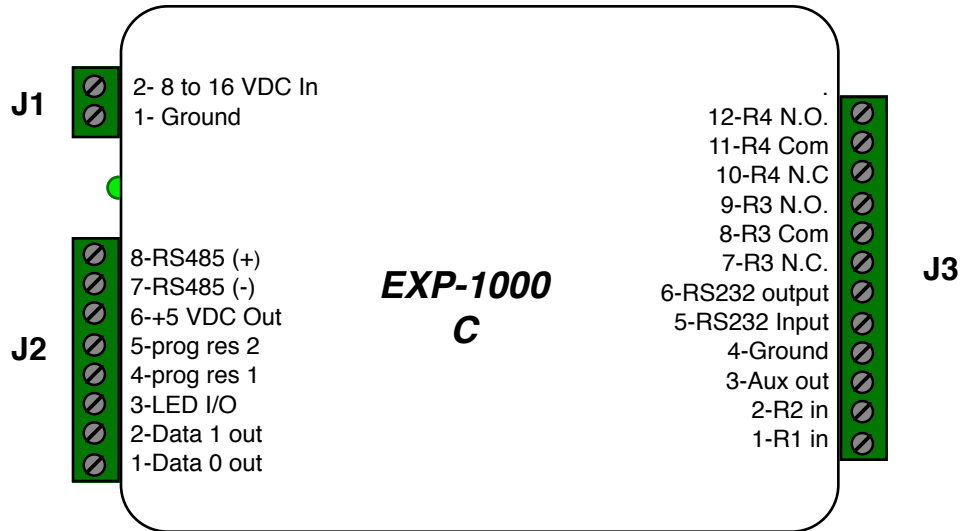 J1
2- 8 to 16 VDC In
1- Ground
J2
8-RS485 (+)
7-RS485 (-)
6-+5 VDC Out
5-prog res 2
4-prog res 1
3-LED I/O
2-Data 1 out
1-Data 0 out
EXP-1000
C
.
12-R4 N.O.
11-R4 Com
10-R4 N.C
9-R3 N.O.
8-R3 Com
7-R3 N.C.
6-RS232 output
5-RS232 Input
4-Ground
3-Aux out
2-R2 in
1-R1 in
J3